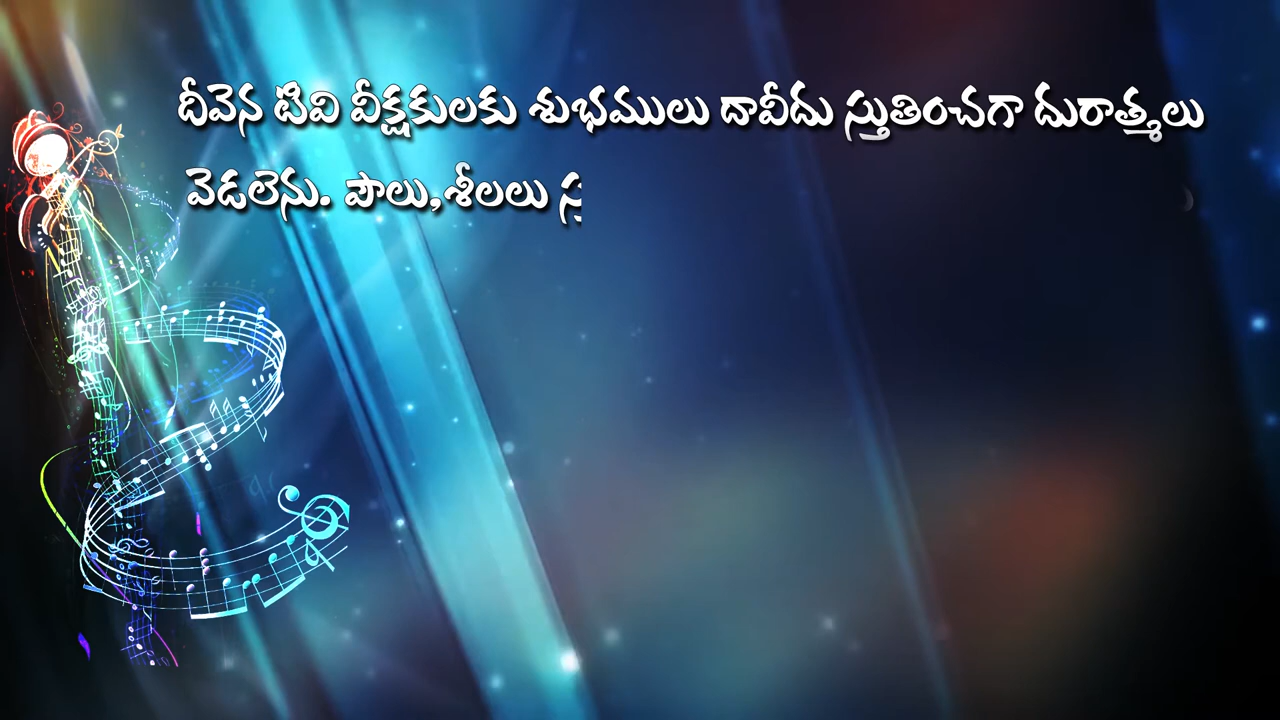 దీవెన టివి వీక్షకులకు శుభములు దావీదు స్తుతించగా దురాత్మలు
వెడలెను. పౌలు,శీలలు